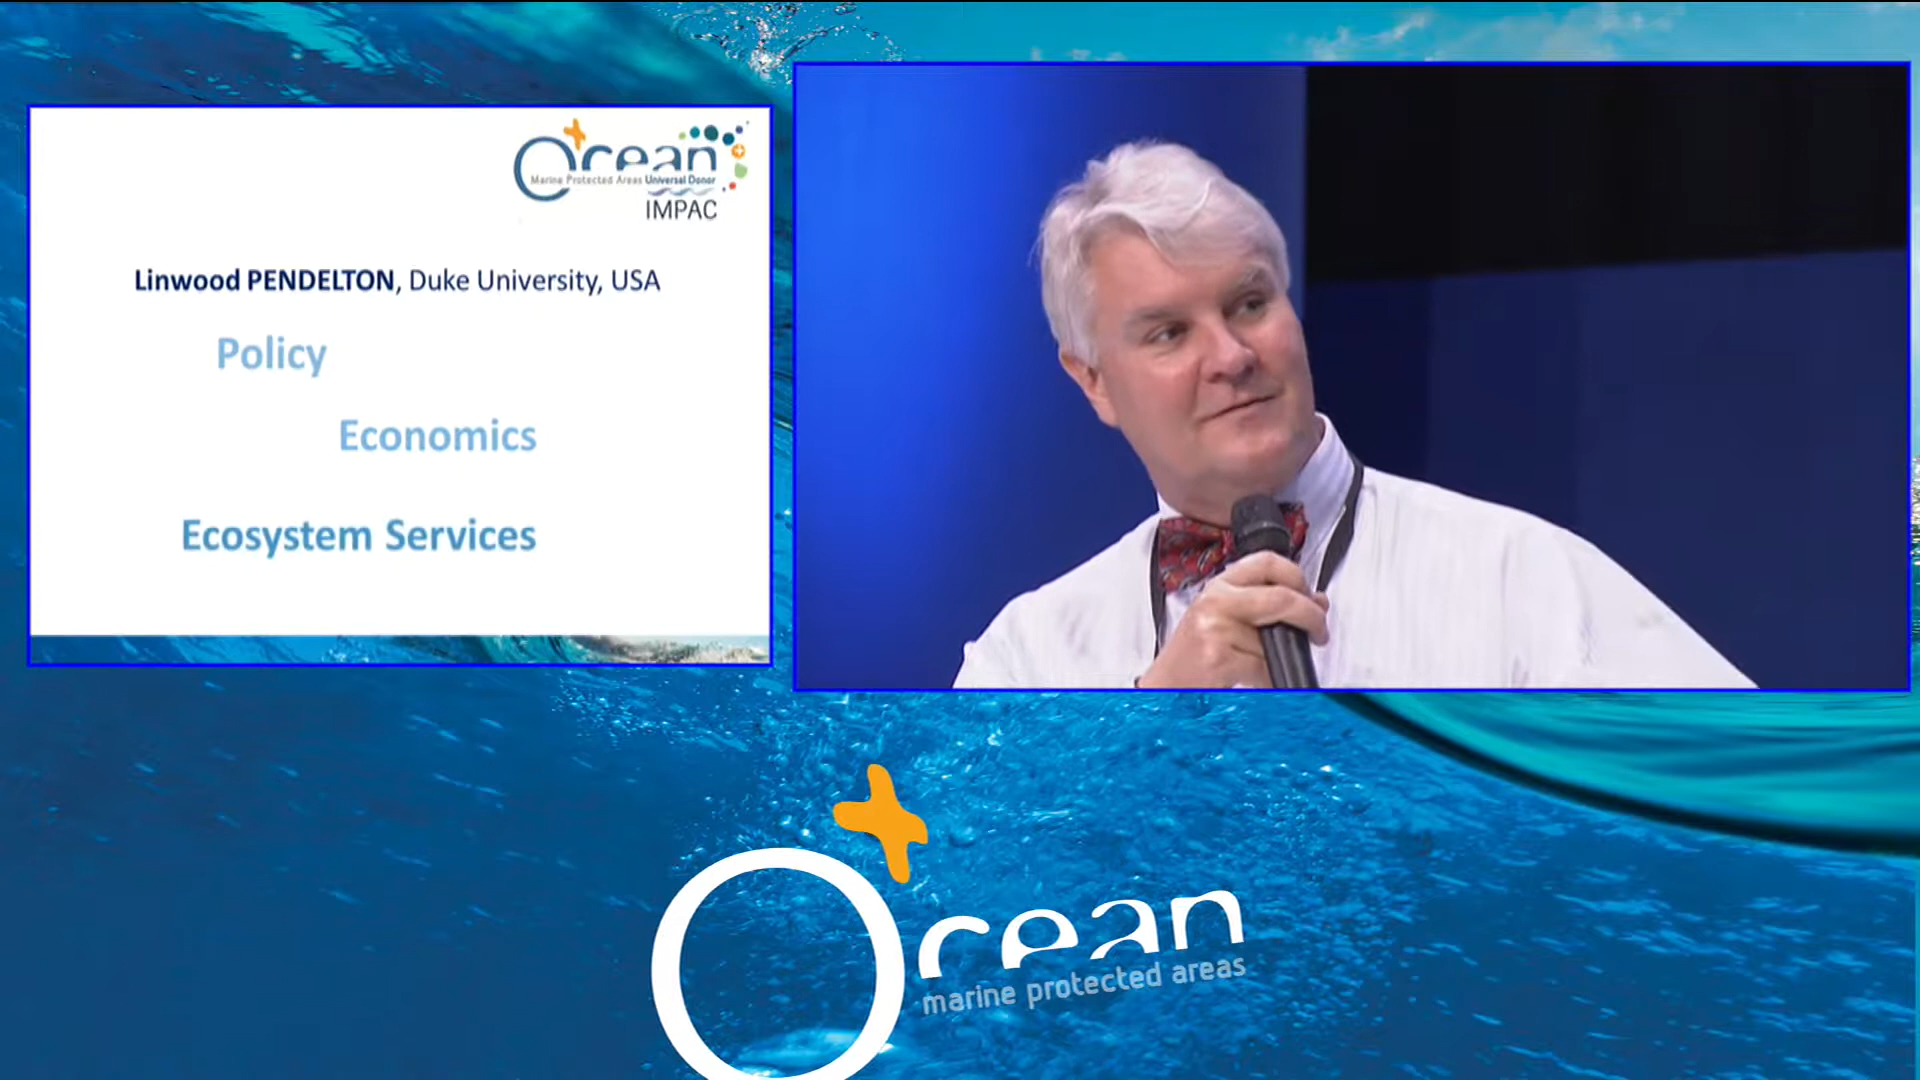 Ocean
Marine Protected Areas Universal Donor
IMPAC
Linwood PENDELTON, Duke University, USA
Policy
Economics
Ecosystem Services
Ocean
marine protected areas